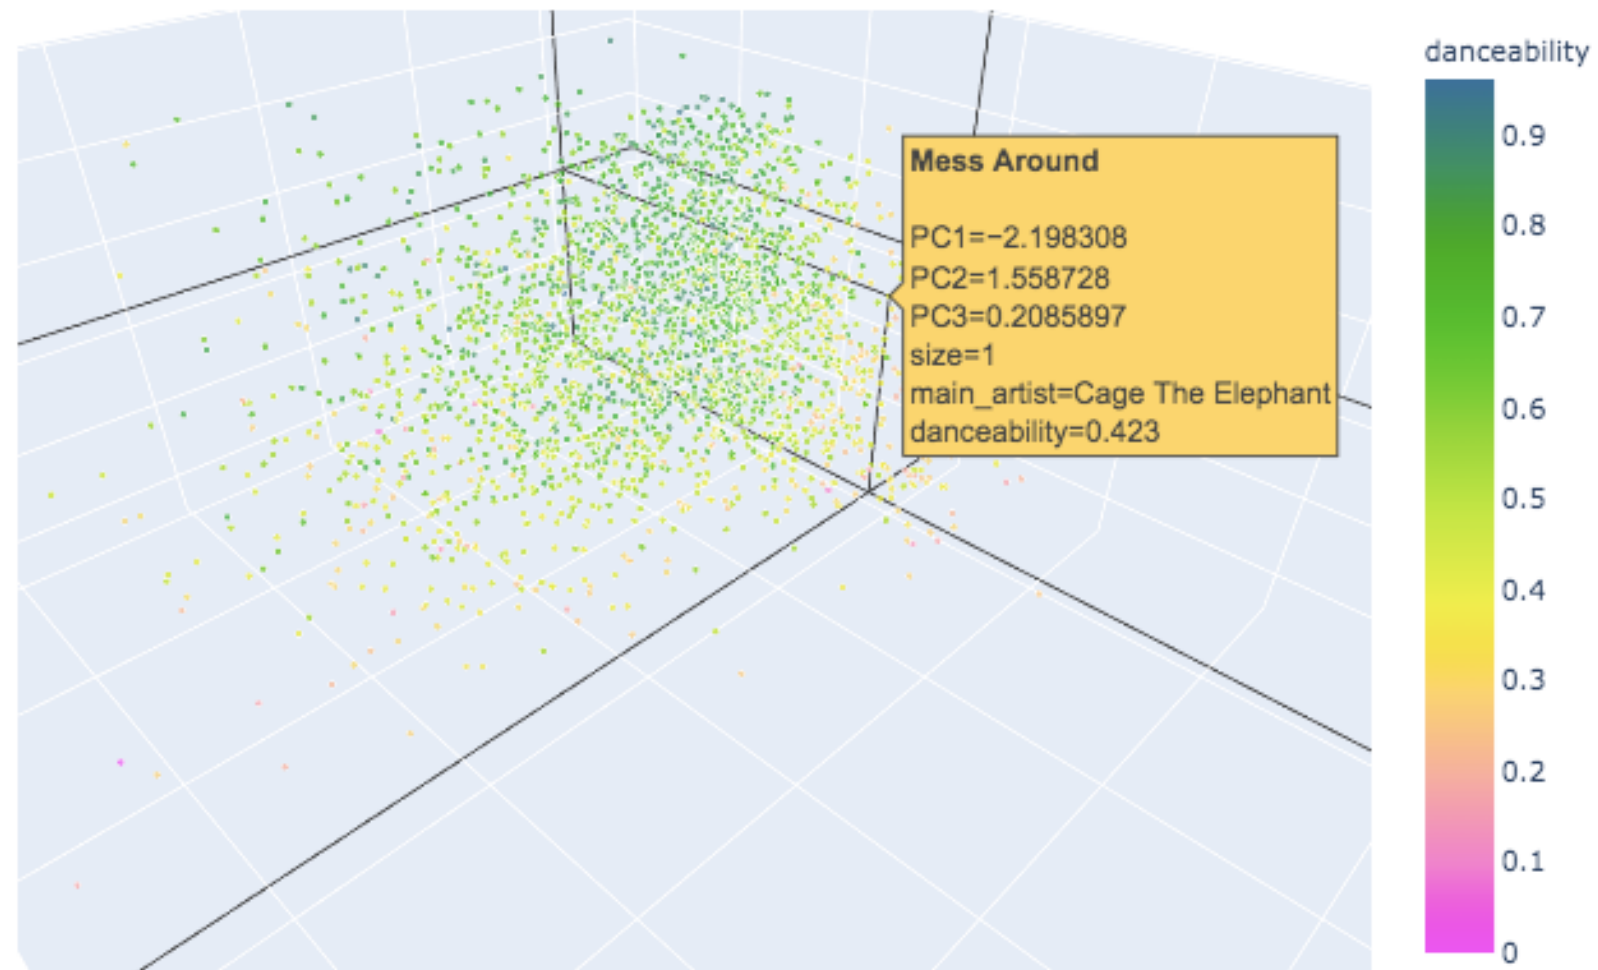 danceability
0.9
0.8
0.7
0.6
0.5
0.4
0.3
0.2
0.1
0
Mess Around
PC1=−2.198308
PC2=1.558728
PC3=0.2085897
size=1
main_artist=Cage The Elephant
danceability=0.423